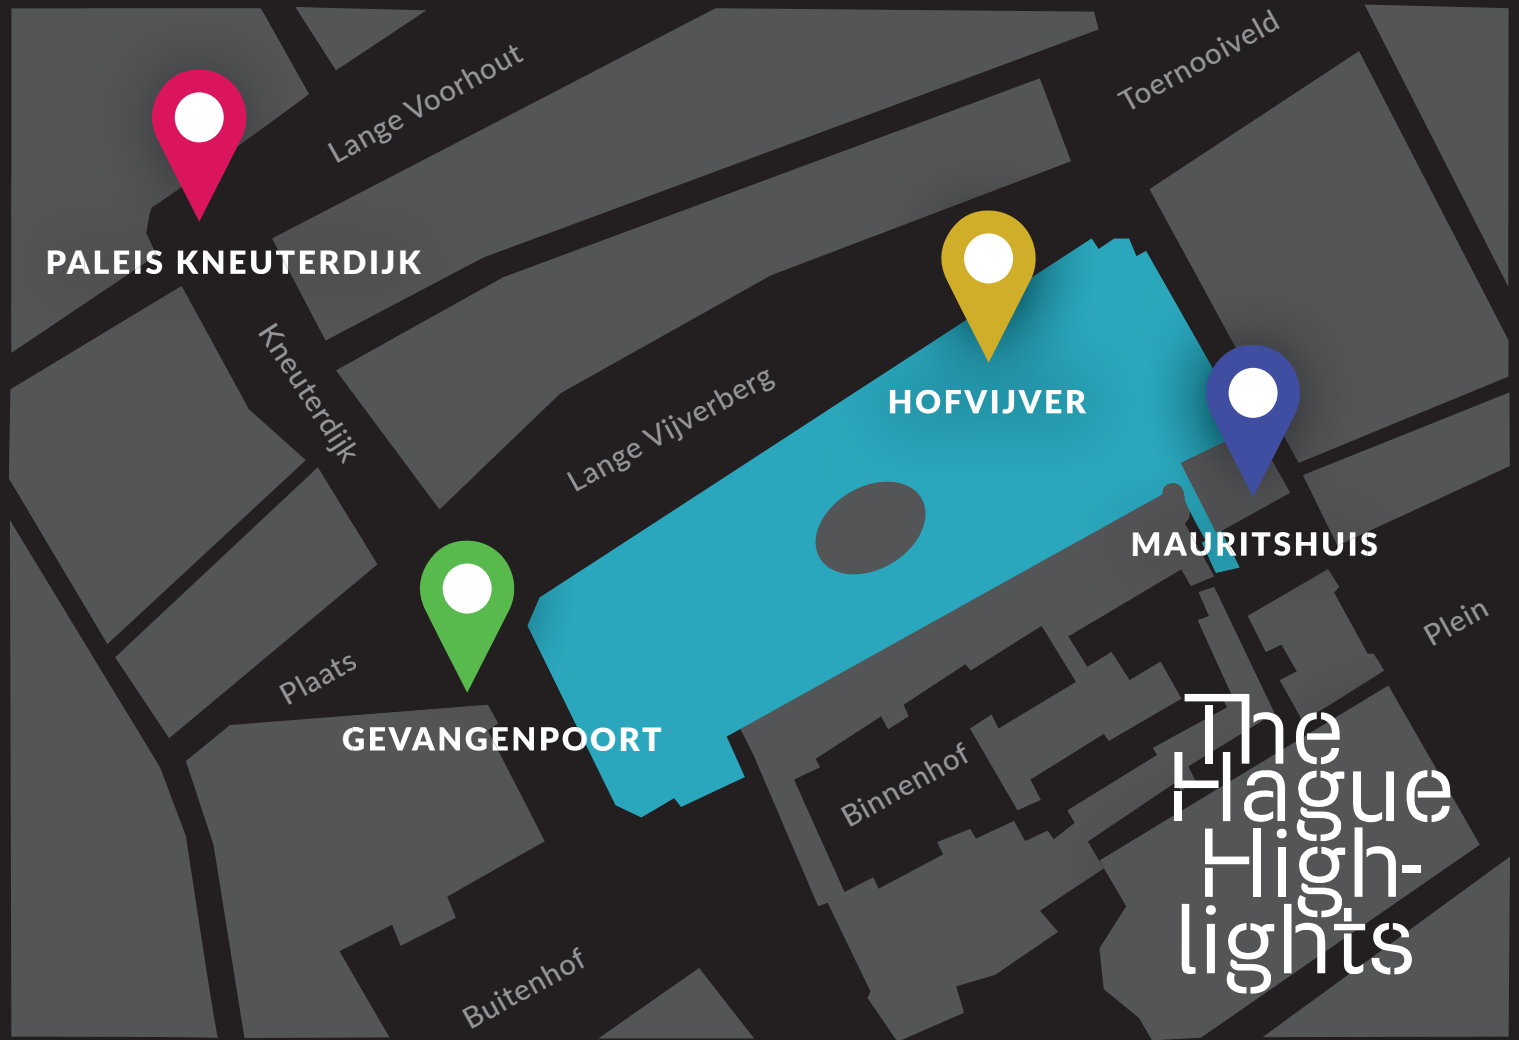 Toernooiveld
Lange Voorhout
PALEIS KNEUTERDIJK
Kneuterdijk
Lange Vijverberg
HOFVIJVER
MAURITSHUIS
Plein
Plaats
GEVANGENPOORT
Binnenhof
Buitenhof
The
Hague
High-
lights